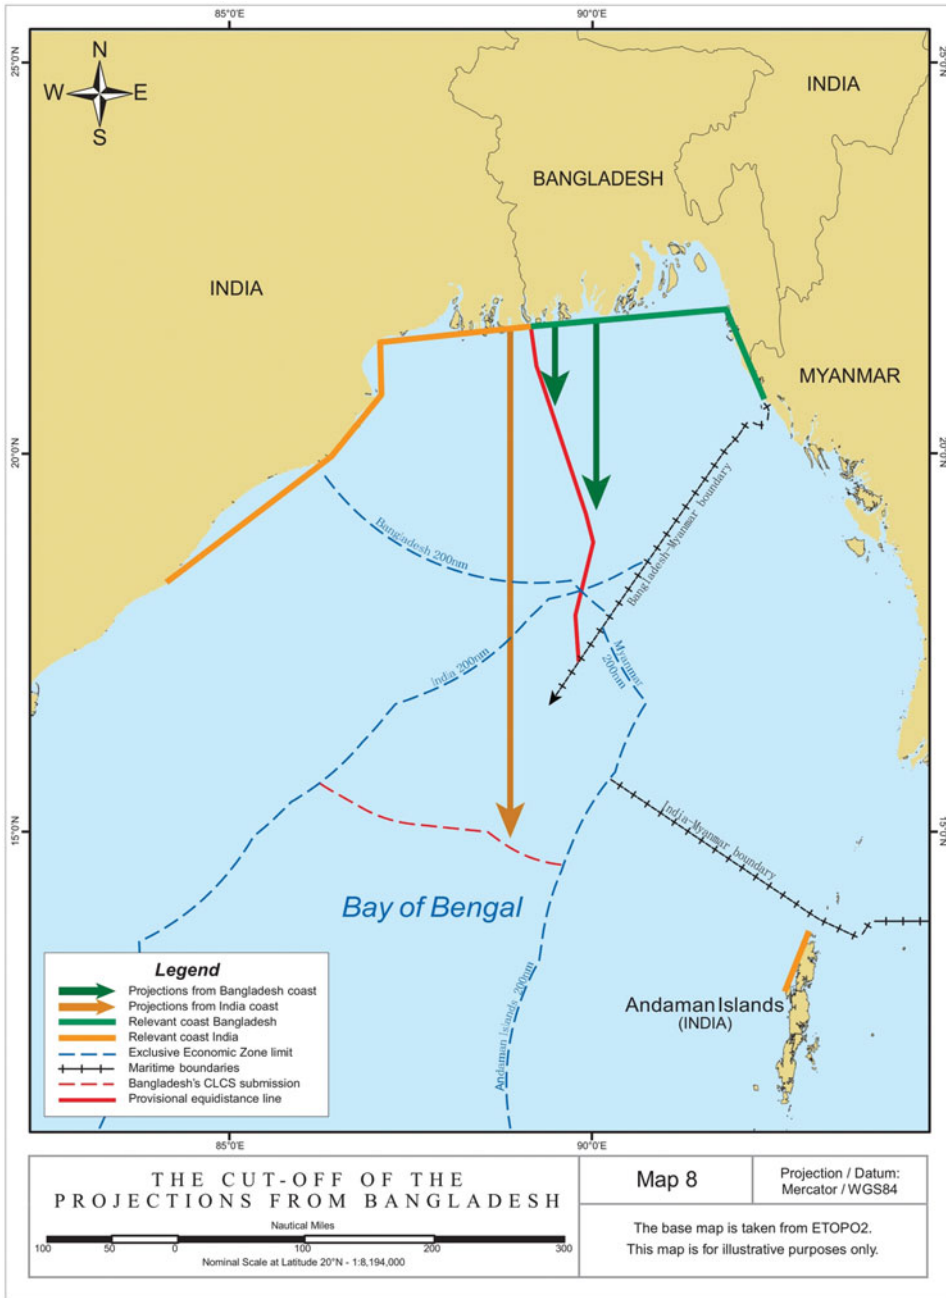 85°0'E
90°0'E
25°0'N
25°0'N
N
W
E
S
INDIA
BANGLADESH
INDIA
MYANMAR
20°0'N
20°0'N
Bangladesh-Myanmar boundary
Bangladesh 200nm
India 200nm
Myanmar
200nm
15°0'N
15°0'N
India-Myanmar boundary
Bay of Bengal
Andaman Islands 200nm
Andaman Islands
(INDIA)
Legend
Projections from Bangladesh coast
Projections from India coast
Relevant coast Bangladesh
Relevant coast India
Exclusive Economic Zone limit
Maritime boundaries
Bangladesh's CLCS submission
Provisional equidistance line
85°0'E
90°0'E
THE CUT-OFF OF THE
PROJECTIONS FROM BANGLADESH
Nautical Miles
100 50 0 100 200 300
Nominal Scale at Latitude 20°N - 1:8,194,000
Map 8
Projection / Datum:
Mercator / WGS84
The base map is taken from ETOPO2.
This map is for illustrative purposes only.